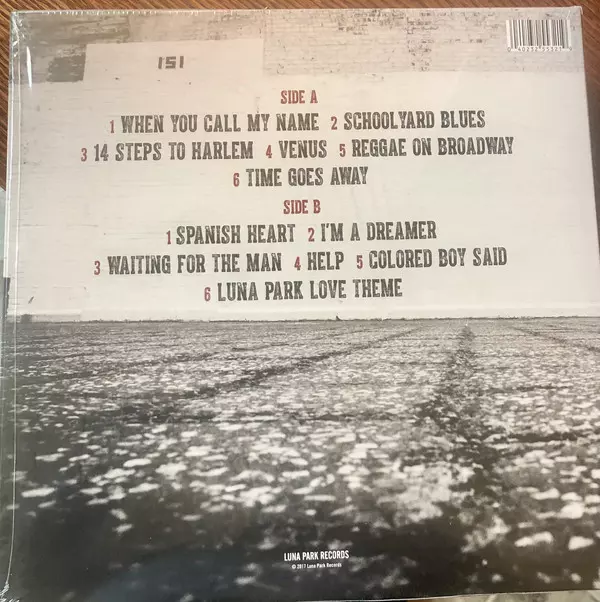 151
SIDE A
1 WHEN YOU CALL MY NAME 2 SCHOOLYARD BLUES
3 14 STEPS TO HARLEM 4 VENUS 5 REGGAE ON BROADWAY
6 TIME GOES AWAY
SIDE B
1 SPANISH HEART 2 I'M A DREAMER
3 WAITING FOR THE MAN 4 HELP 5 COLORED BOY SAID
6 LUNA PARK LOVE THEME
LUNA PARK RECORDS
© 2017 Luna Park Records